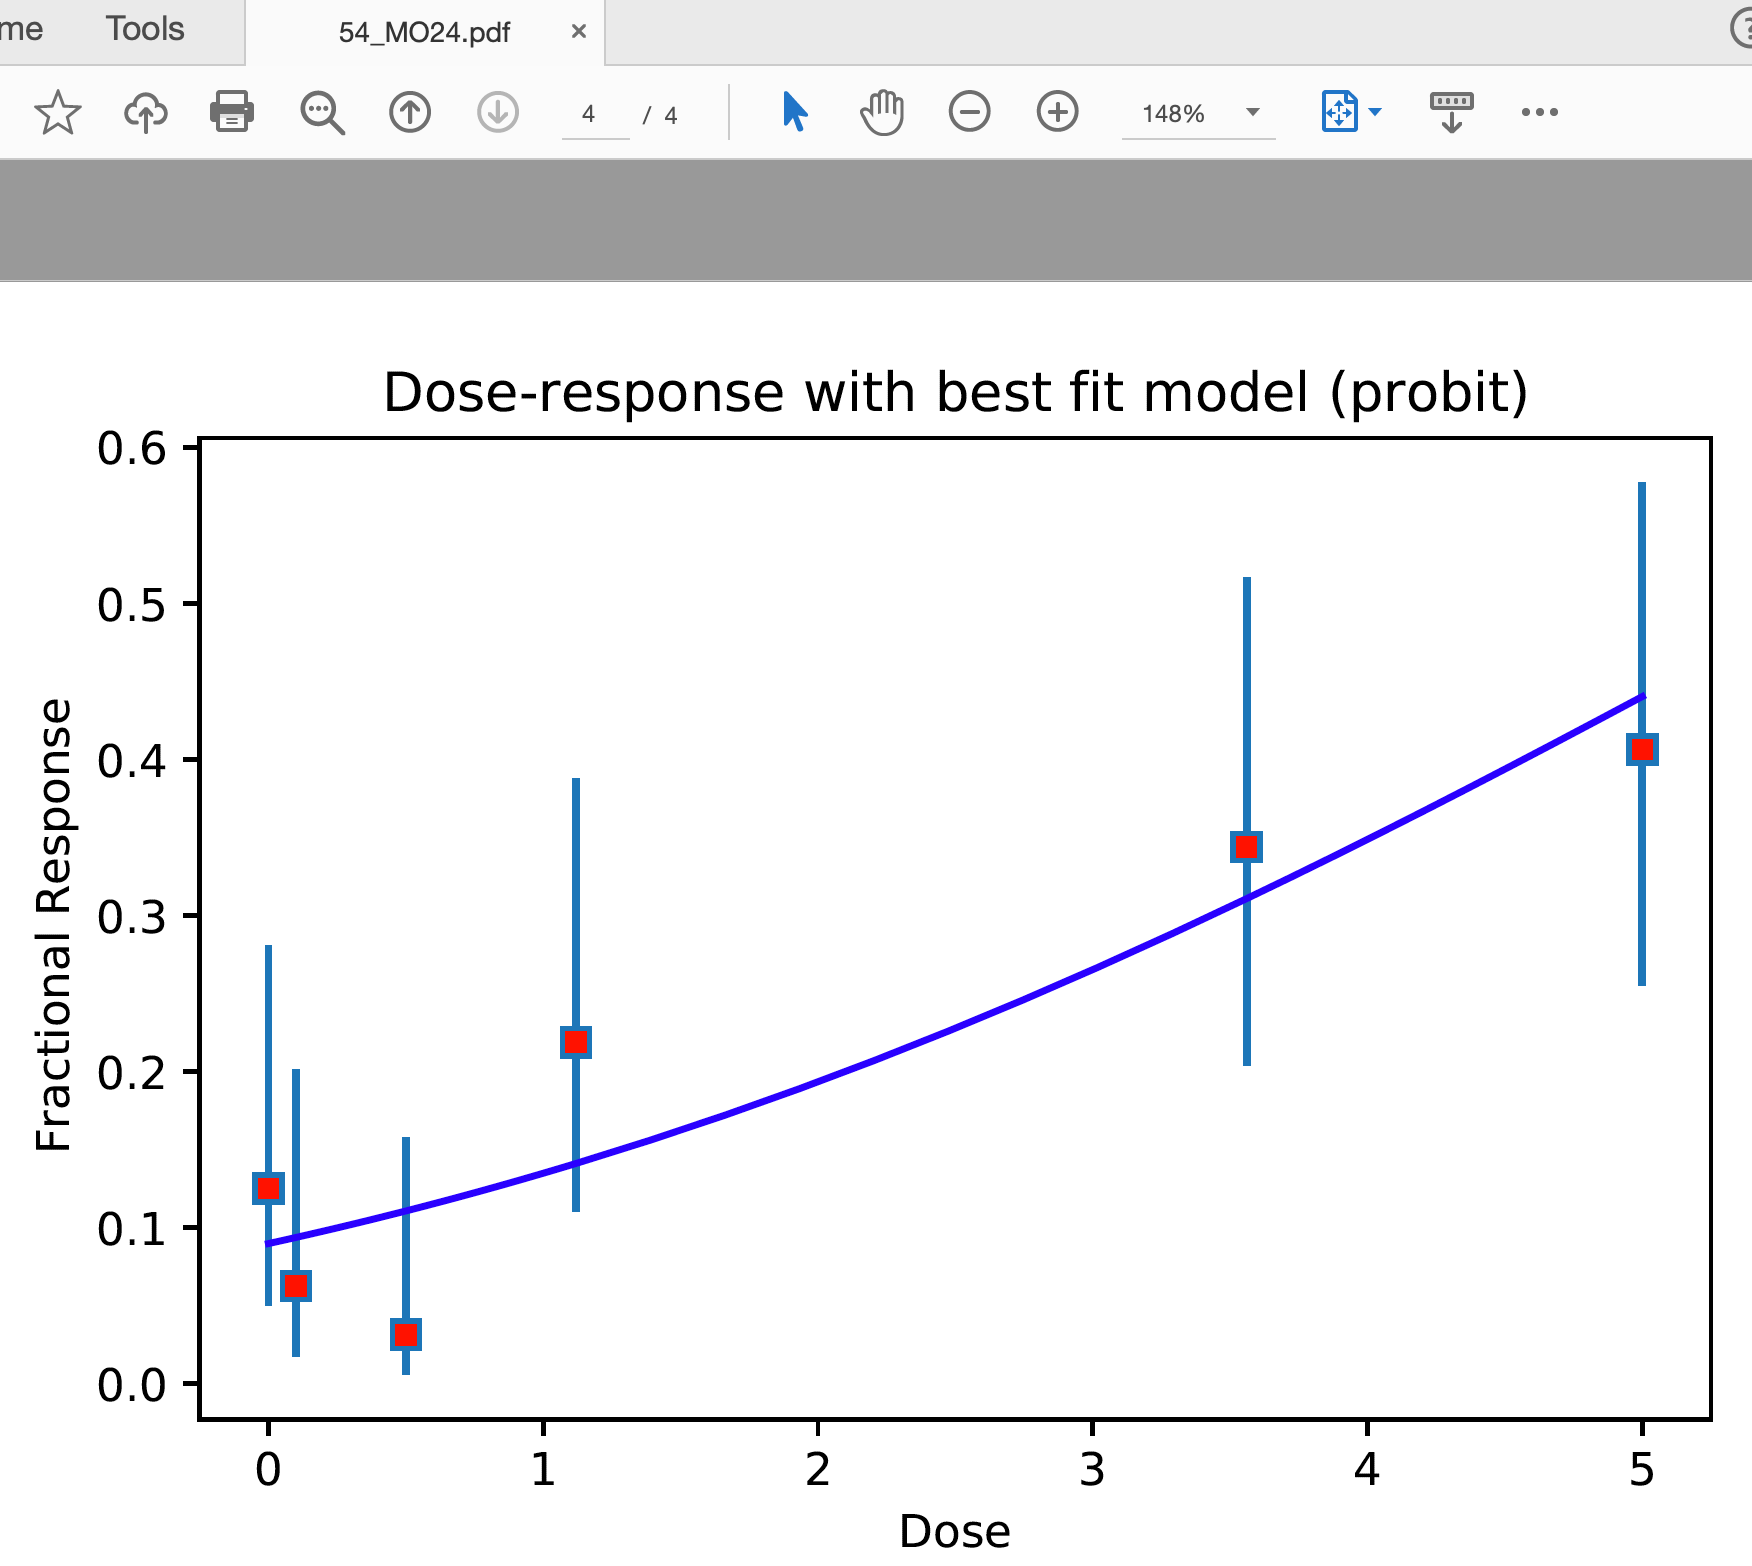 me Tools 54_MO24.pdf ×
4 / 4 148%
Dose-response with best fit model (probit)
0.6
0.5
0.4
0.3
0.2
0.1
0.0
Fractional Response
0 1 2 3 4 5
Dose